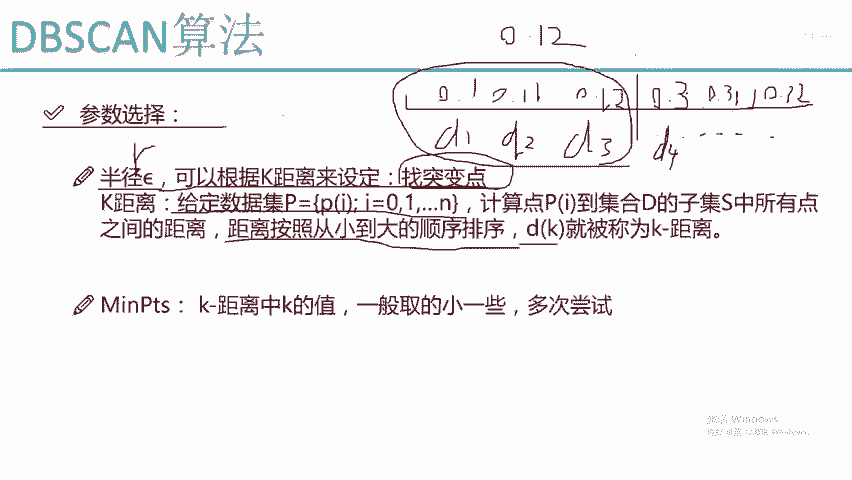 DBSCAN算法
0.12
0.1 0.11 0.12 0.3 0.31 0.32
d1 d2 d3 d4 ....
参数选择：
r
半径ϵ，可以根据K距离来设定：找突变点
K距离：给定数据集P={p(i); i=0,1,…n}，计算点P(i)到集合D的子集S中所有点
之间的距离，距离按照从小到大的顺序排序，d(k)就被称为k-距离。
MinPts： k-距离中k的值，一般取的小一些，多次尝试
激活 Windows